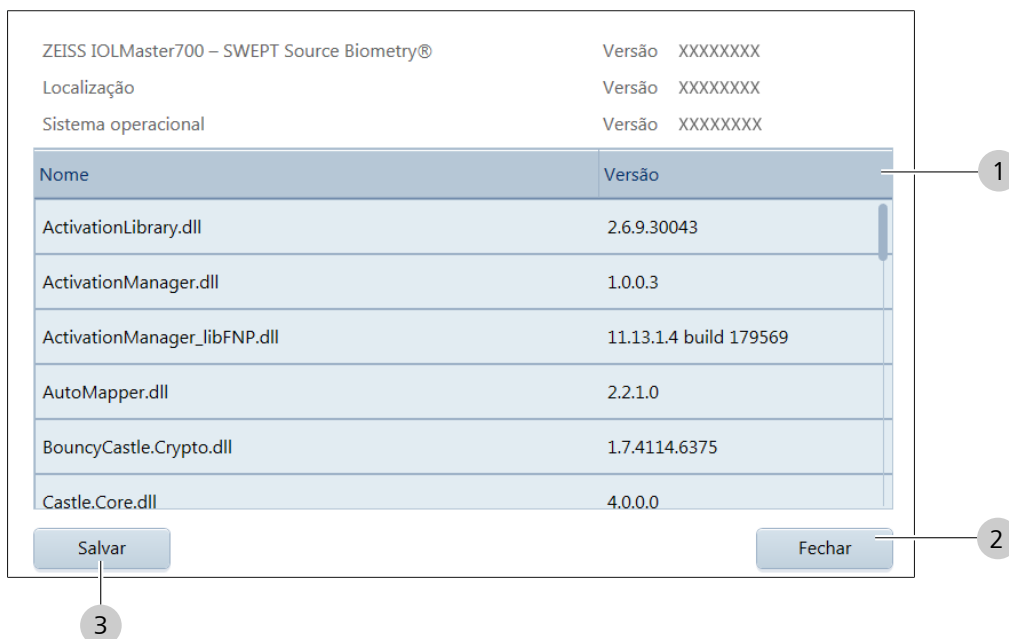 ZEISS IOLMaster700 – SWEPT Source Biometry® Versão XXXXXXXX
Localização Versão XXXXXXXX
Sistema operacional Versão XXXXXXXX
Nome Versão
1
ActivationLibrary.dll 2.6.9.30043
ActivationManager.dll 1.0.0.3
ActivationManager_libFNP.dll 11.13.1.4 build 179569
AutoMapper.dll 2.2.1.0
BouncyCastle.Crypto.dll 1.7.4114.6375
Castle.Core.dll 4.0.0.0
Salvar Fechar
2
3